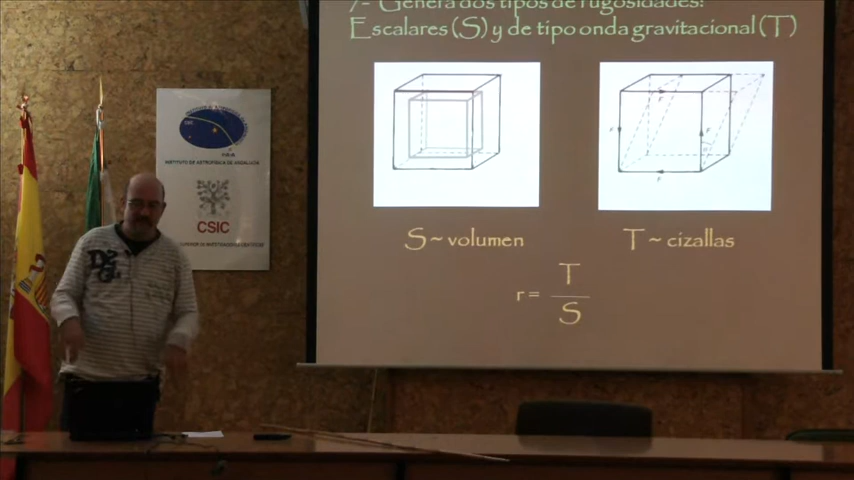 7- Genera dos tipos de rugosidades:
Escalares (S) y de tipo onda gravitacional (T)
S ~ volumen
T ~ cizallas
r = T
S
INSTITUTO DE ASTROFÍSICA DE ANDALUCÍA
CSIC